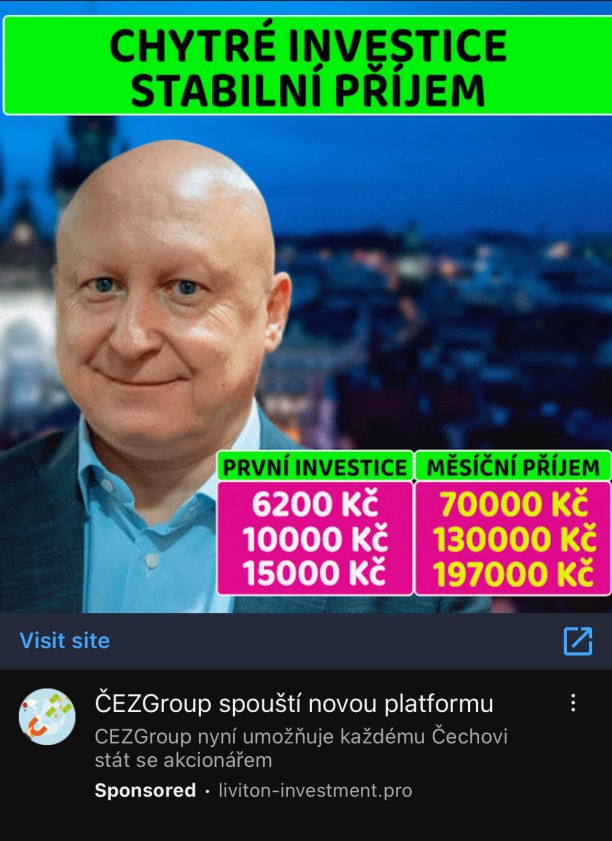 CHYTRÉ INVESTICE
STABILNÍ PŘÍJEM
PRVNÍ INVESTICE MĚSÍČNÍ PŘÍJEM
6200 Kč 70000 Kč
10000 Kč 130000 Kč
15000 Kč 197000 Kč
Visit site
ČEZGroup spouští novou platformu
CEZGroup nyní umožňuje každému Čechovi
stát se akcionářem
Sponsored · liviton-investment.pro